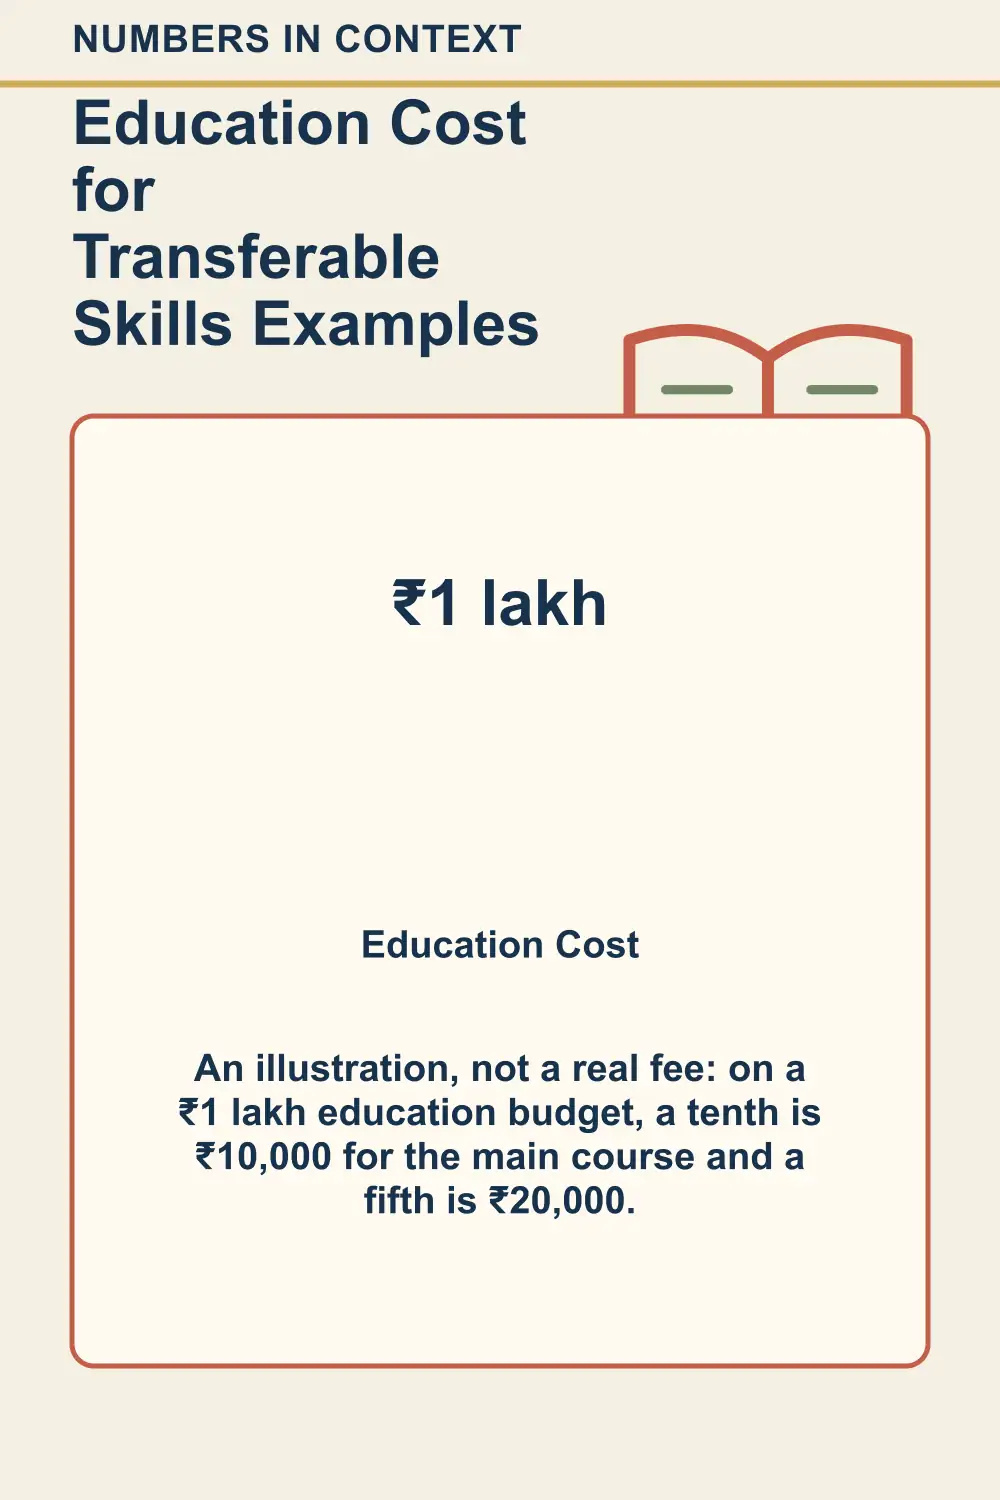 NUMBERS IN CONTEXT
Education Cost
for
Transferable
Skills Examples
₹1 lakh
Education Cost
An illustration, not a real fee: on a
₹1 lakh education budget, a tenth is
₹10,000 for the main course and a
fifth is ₹20,000.